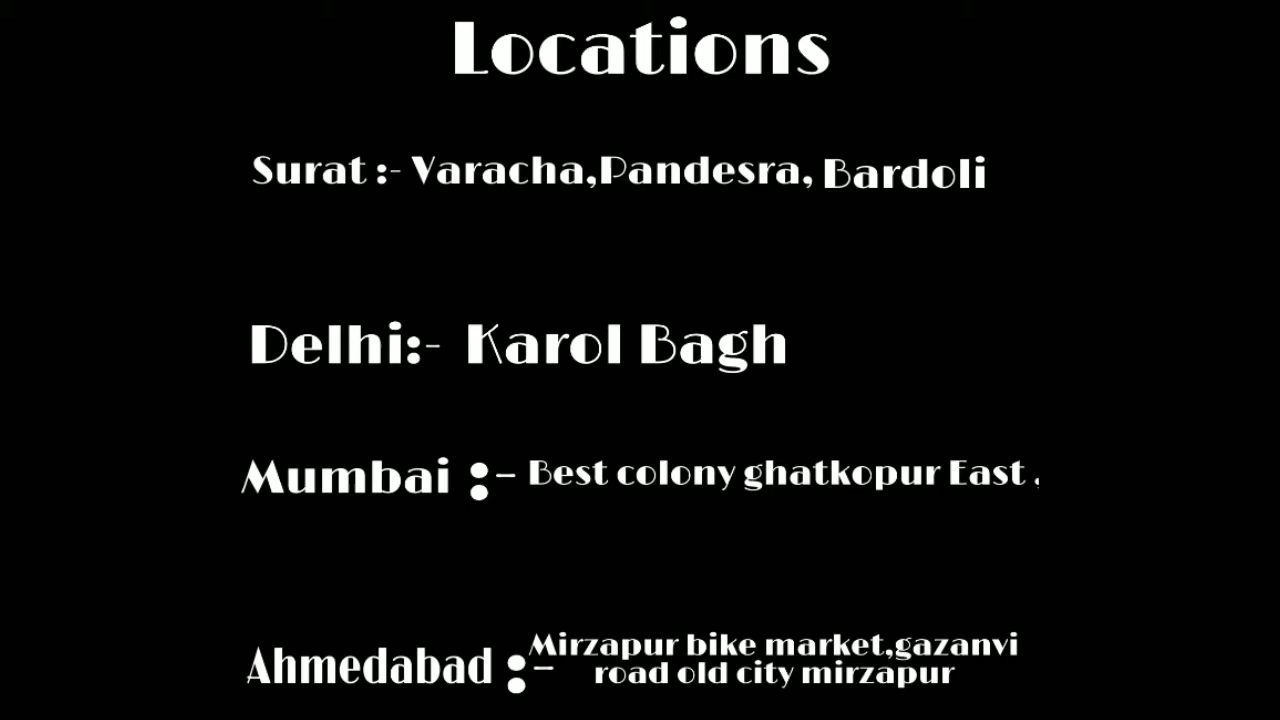 Locations
Surat :- Varacha,Pandesra, Bardoli
Delhi:- Karol Bagh
Mumbai :- Best colony ghatkopur East .
Ahmedabad :- Mirzapur bike market,gazanvi
road old city mirzapur